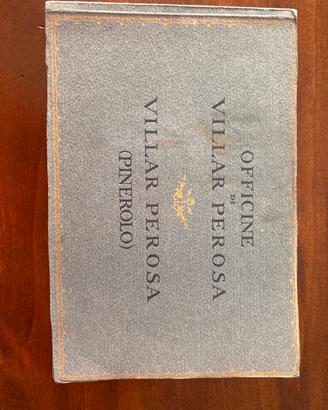 OFFICINE
DI
VILLAR PEROSA
VILLAR PEROSA
(PINEROLO)